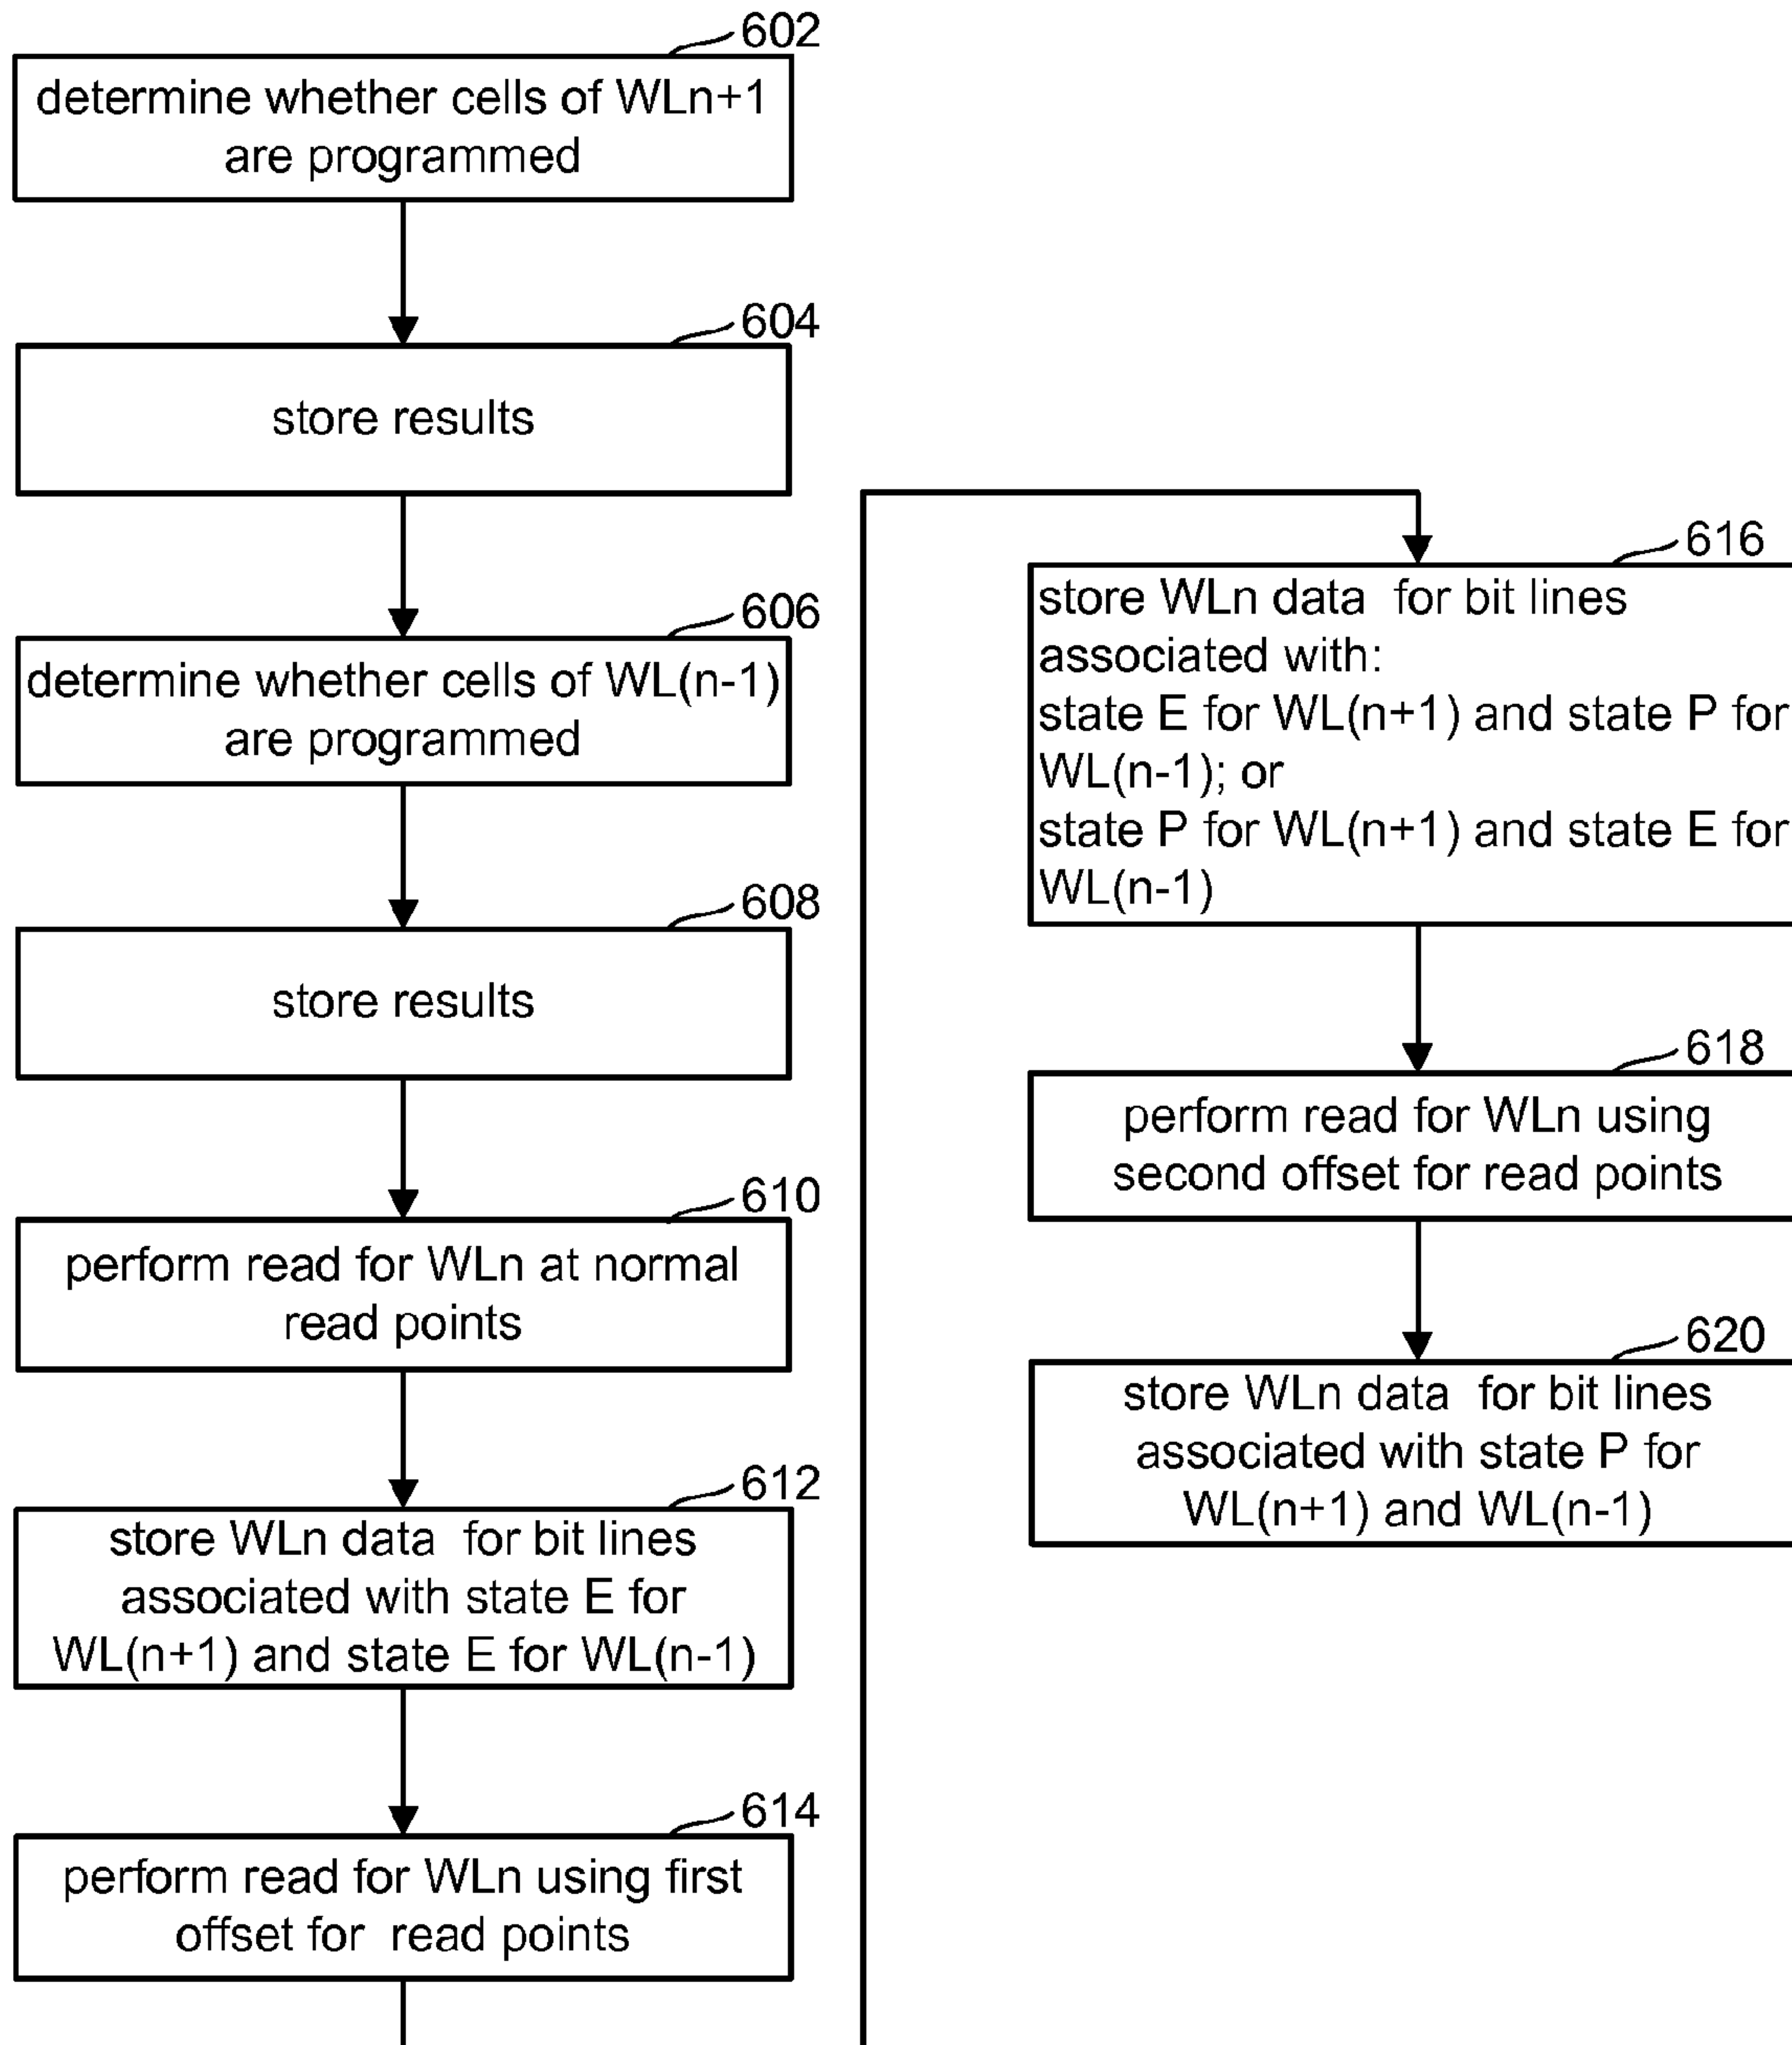 602
determine whether cells of WLn+1
are programmed
604
store results
606
determine whether cells of WL(n-1)
are programmed
608
store results
610
perform read for WLn at normal
read points
612
store WLn data for bit lines
associated with state E for
WL(n+1) and state E for WL(n-1)
614
perform read for WLn using first
offset for read points
616
store WLn data for bit lines
associated with:
state E for WL(n+1) and state P for
WL(n-1); or
state P for WL(n+1) and state E for
WL(n-1)
618
perform read for WLn using
second offset for read points
620
store WLn data for bit lines
associated with state P for
WL(n+1) and WL(n-1)